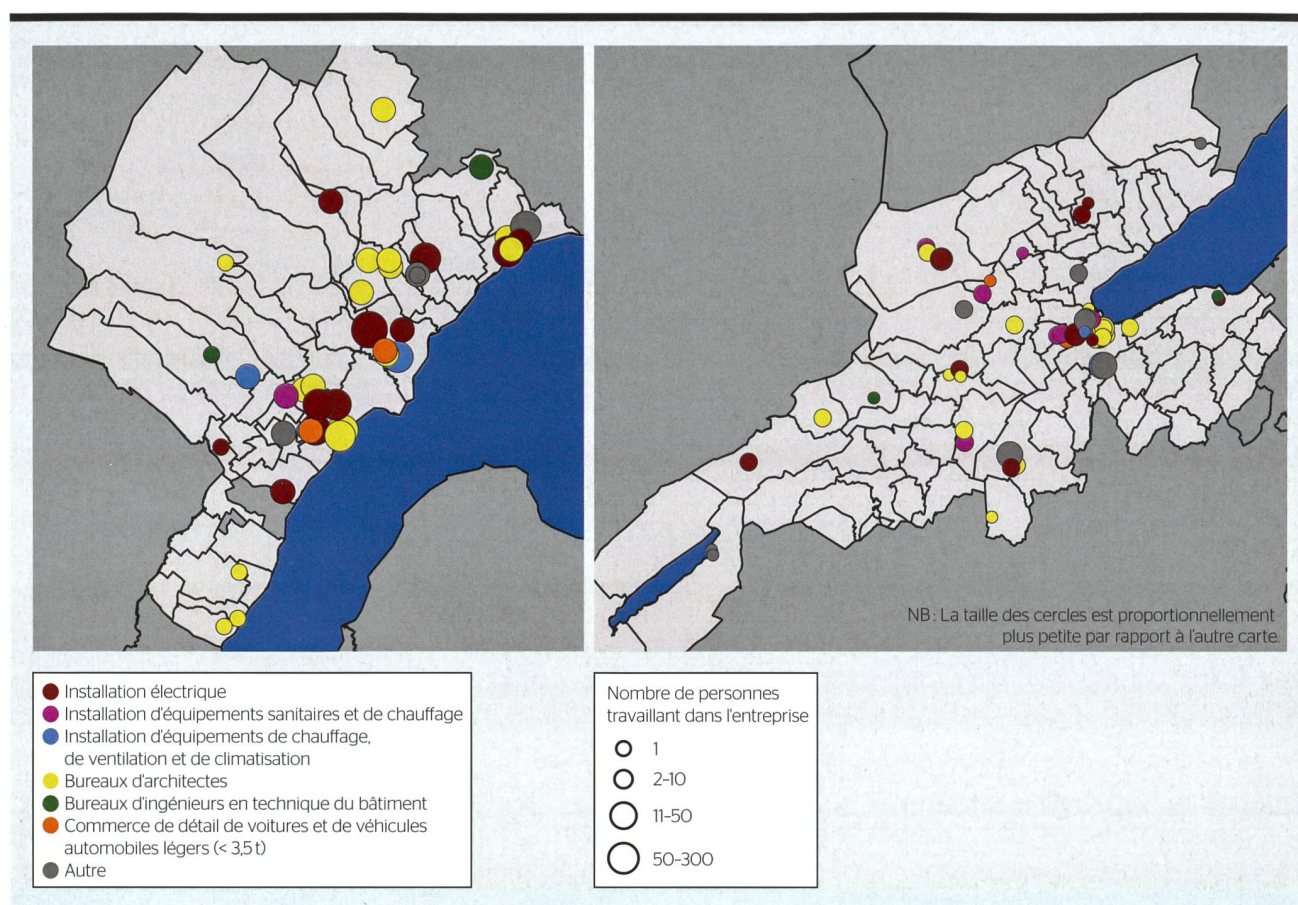 NB : La taille des cercles est proportionnellement
plus petite par rapport à l'autre carte.
Installation électrique
Installation d'équipements sanitaires et de chauffage
Installation d'équipements de chauffage,
de ventilation et de climatisation
Bureaux d'architectes
Bureaux d'ingénieurs en technique du bâtiment
Commerce de détail de voitures et de véhicules
automobiles légers (< 3,5 t)
Autre
Nombre de personnes
travaillant dans l'entreprise
1
2-10
11-50
50-300